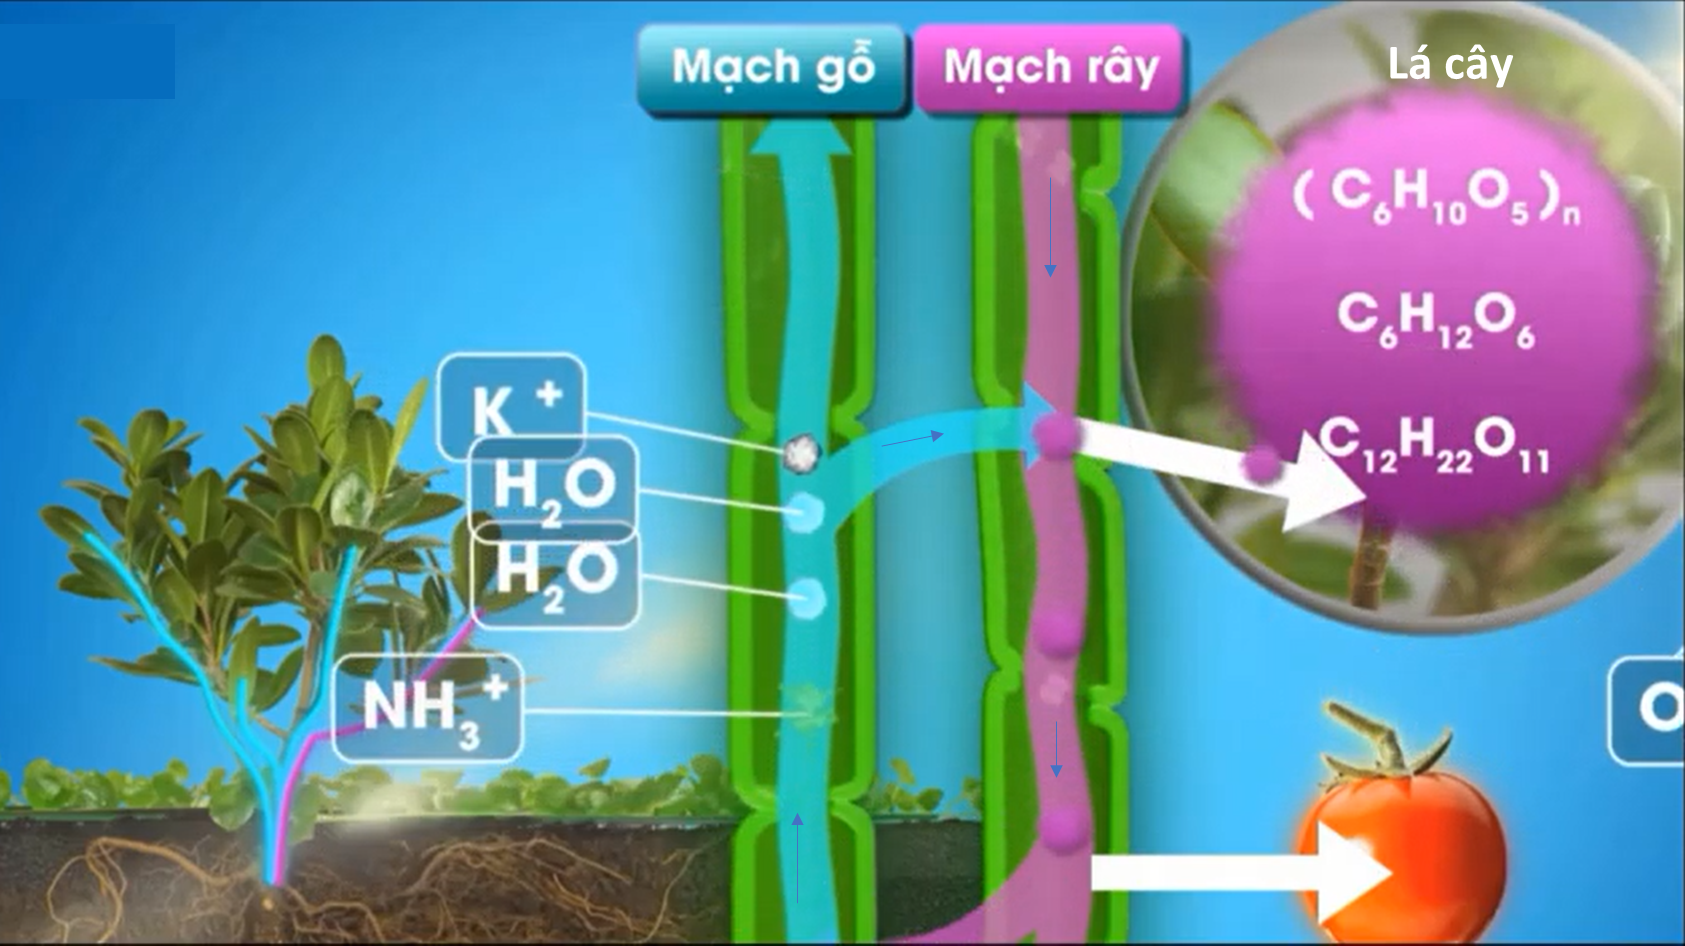 Mạch gỗ
Mạch rây
Lá cây
(C₆H₁₀O₅)ₙ
C₆H₁₂O₆
C₁₂H₂₂O₁₁
K⁺
H₂O
H₂O
NH₃⁺
O